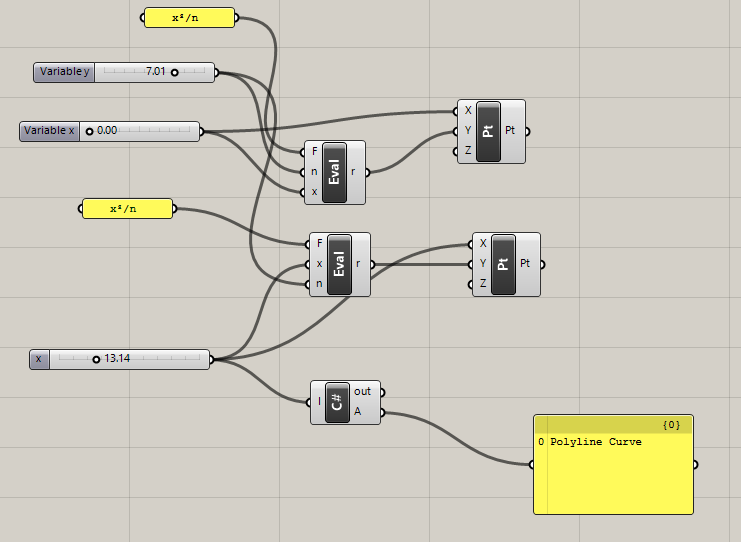 x²/n
Variable y 7.01
Variable x 0.00
X
Y Pt Pt
Z
F
n Eval r
x
x²/n
F
x Eval r
n
X
Y Pt Pt
Z
x 13.14
I C# out
A
{0}
0 Polyline Curve